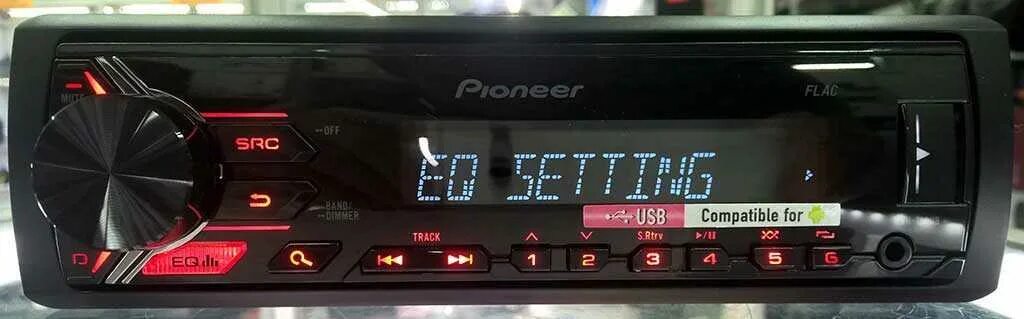 Pioneer
FLAC
MUTE
SRC
OFF
EQ SETTING
BAND/
DIMMER
USB
Compatible for
TRACK
S.Rtrv
EQ
1
2
3
4
5
6